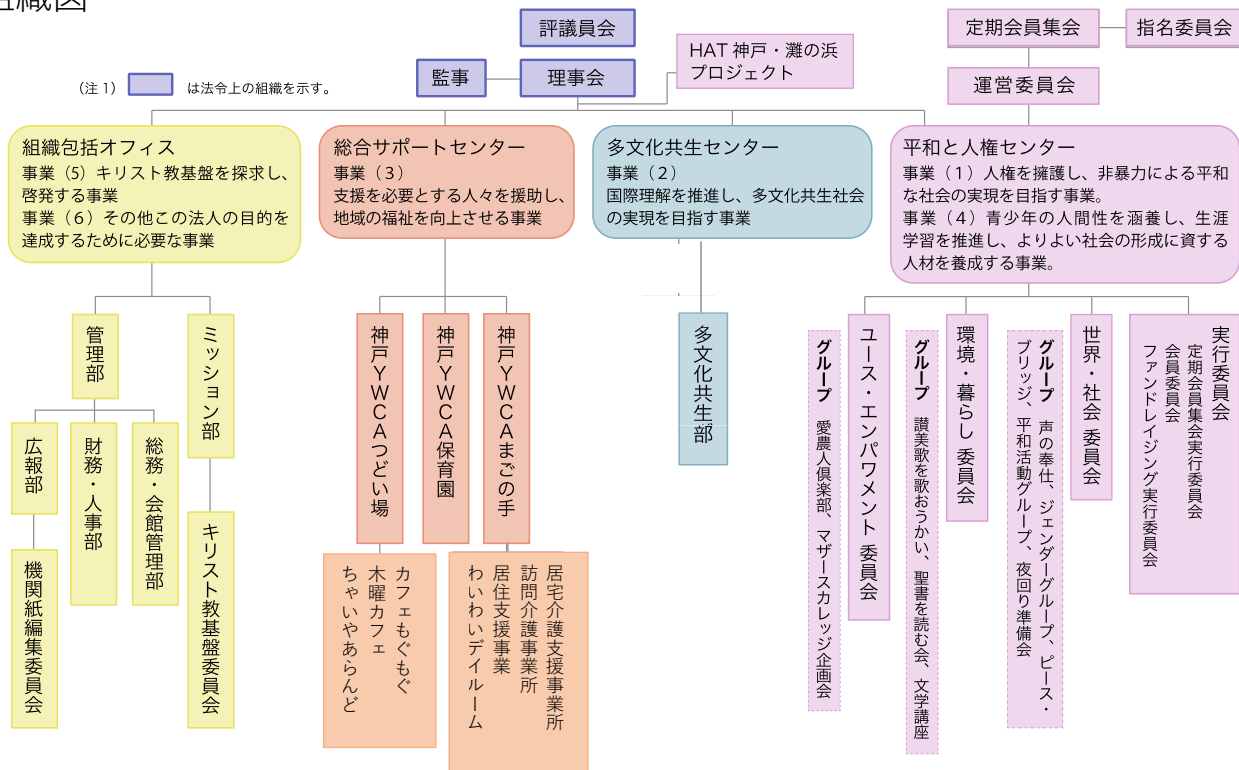 組織図
評議員会
監事
理事会
HAT 神戸・灘の浜
プロジェクト
定期会員集会
指名委員会
運営委員会
(注 1)
は法令上の組織を示す。
組織包括オフィス
事業(5)キリスト教基盤を探求し、
啓発する事業
事業(6)その他この法人の目的を
達成するために必要な事業
総合サポートセンター
事業(3)
支援を必要とする人々を援助し、
地域の福祉を向上させる事業
多文化共生センター
事業(2)
国際理解を推進し、多文化共生社会
の実現を目指す事業
平和と人権センター
事業(1)人権を擁護し、非暴力による平和
な社会の実現を目指す事業。
事業(4)青少年の人間性を涵養し、生涯
学習を推進し、よりよい社会の形成に資する
人材を養成する事業。
管理部
ミッション部
広報部
財務・人事部
総務・会館管理部
機関紙編集委員会
キリスト教基盤委員会
神戸YWCAつどい場
神戸YWCA保育園
神戸YWCAまごの手
カフェもぐもぐ
木曜カフェ
ちゃいやあらんど
居宅介護支援事業所
訪問介護事業所
居住支援事業
わいわいデイルーム
多文化共生部
ユース・エンパワメント 委員会
グループ 愛農人倶楽部、マザースカレッジ企画会
環境・暮らし 委員会
グループ 讃美歌を歌おうかい、聖書を読む会、文学講座
世界・社会 委員会
グループ 声の奉仕、ジェンダーグループ、ピース・
ブリッジ、平和活動グループ、夜回り準備会
実行委員会
定期会員集会実行委員会
会員委員会
ファンドレイジング実行委員会